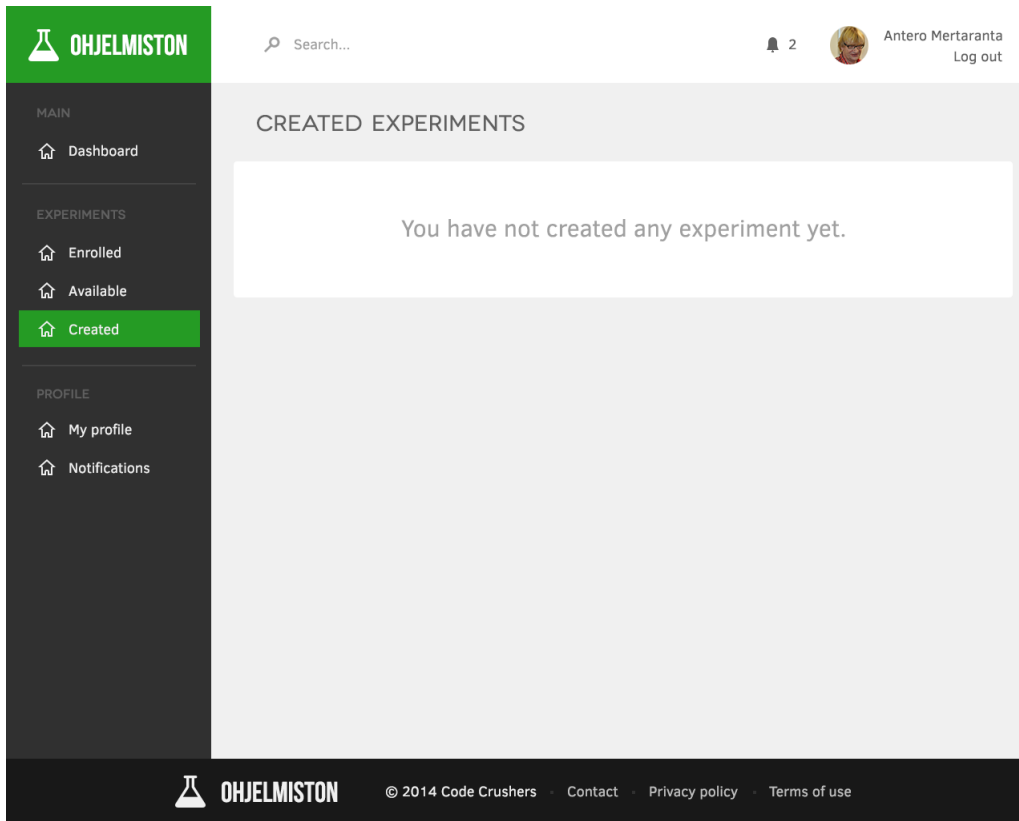 OHJELMISTON
Search...
2
Antero Mertaranta
Log out
MAIN
Dashboard
EXPERIMENTS
Enrolled
Available
Created
PROFILE
My profile
Notifications
CREATED EXPERIMENTS
You have not created any experiment yet.
OHJELMISTON
© 2014 Code Crushers · Contact · Privacy policy · Terms of use